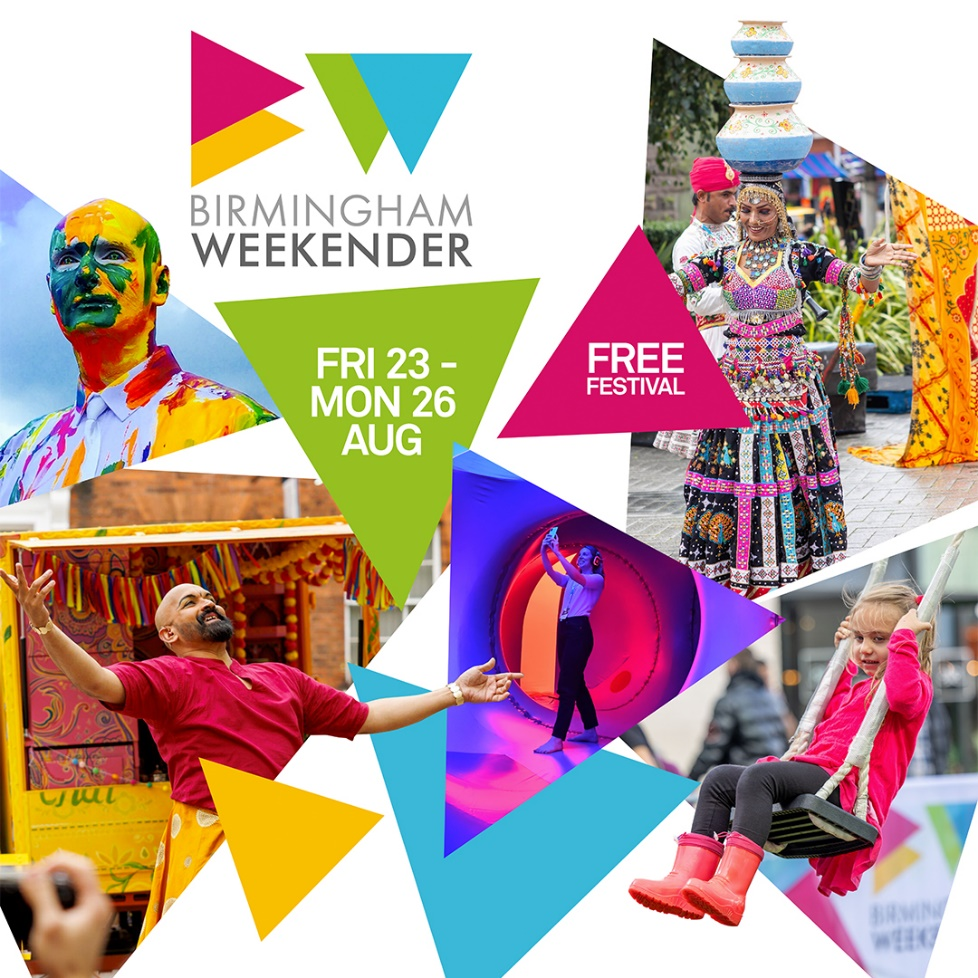 BIRMINGHAM
WEEKENDER
FRI 23 -
MON 26
AUG
FREE
FESTIVAL